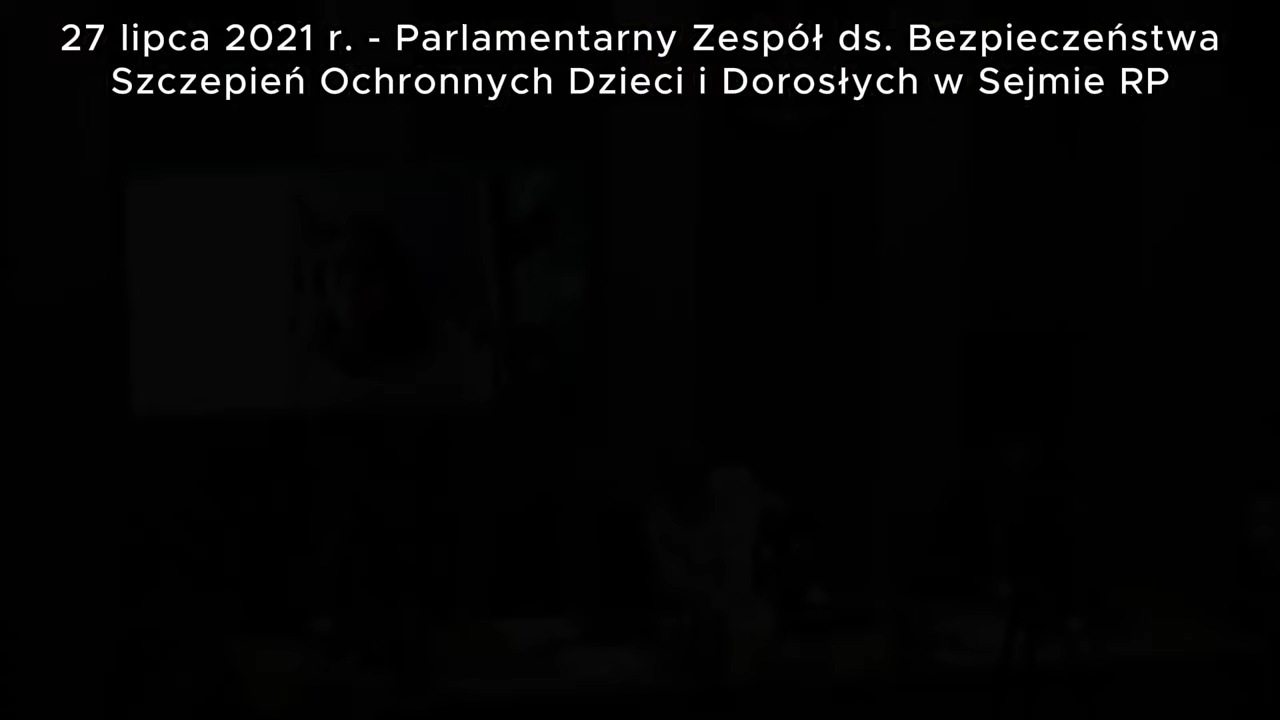 27 lipca 2021 r. - Parlamentarny Zespół ds. Bezpieczeństwa
Szczepień Ochronnych Dzieci i Dorosłych w Sejmie RP